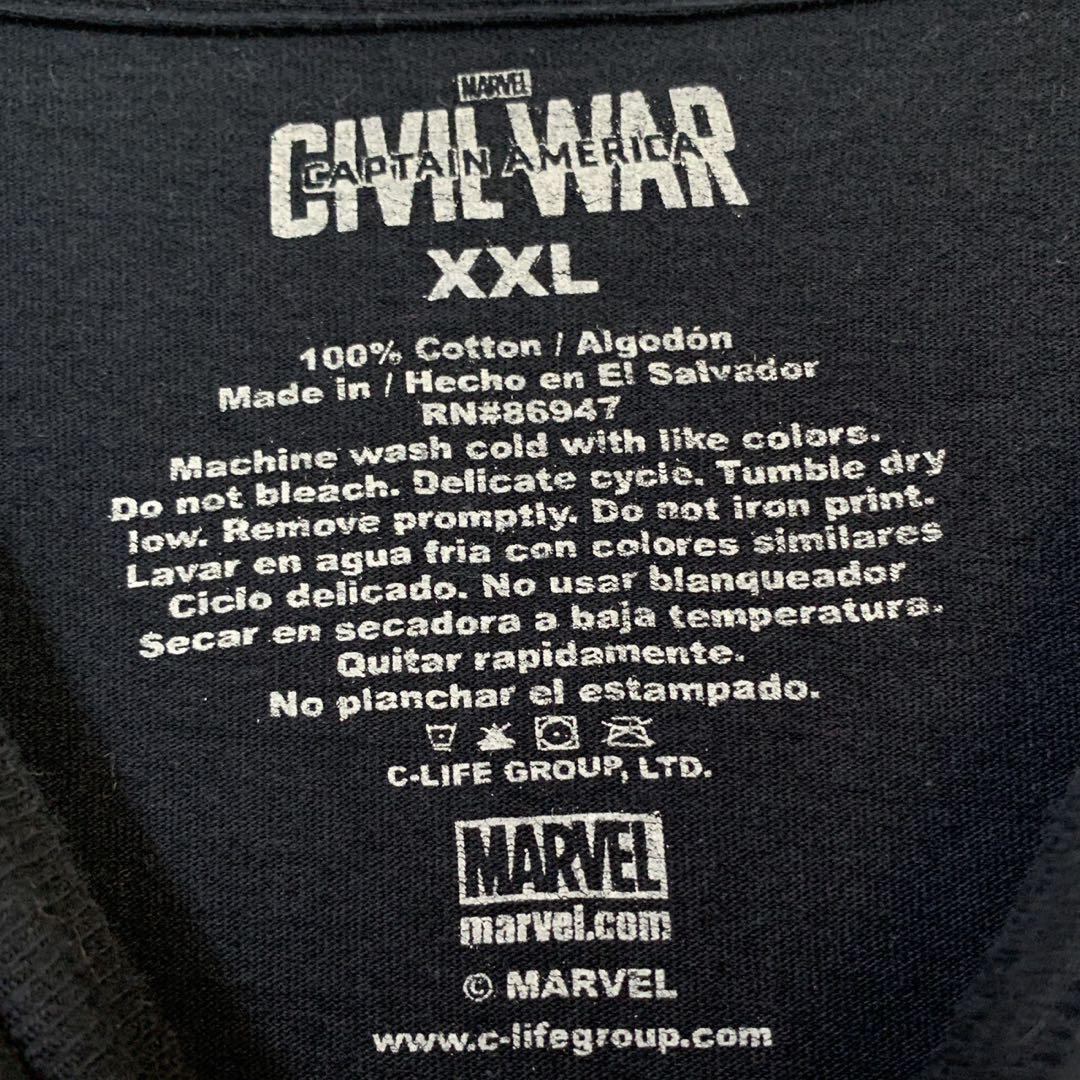 MARVEL
CIVIL WAR
CAPTAIN AMERICA
XXL
100% Cotton / Algodón
Made in / Hecho en El Salvador
RN#86947
Machine wash cold with like colors.
Do not bleach. Delicate cycle. Tumble dry
low. Remove promptly. Do not iron print.
Lavar en agua fria con colores similares
Ciclo delicado. No usar blanqueador
Secar en secadora a baja temperatura.
Quitar rapidamente.
No planchar el estampado.
C-LIFE GROUP, LTD.
MARVEL
marvel.com
© MARVEL
www.c-lifegroup.com